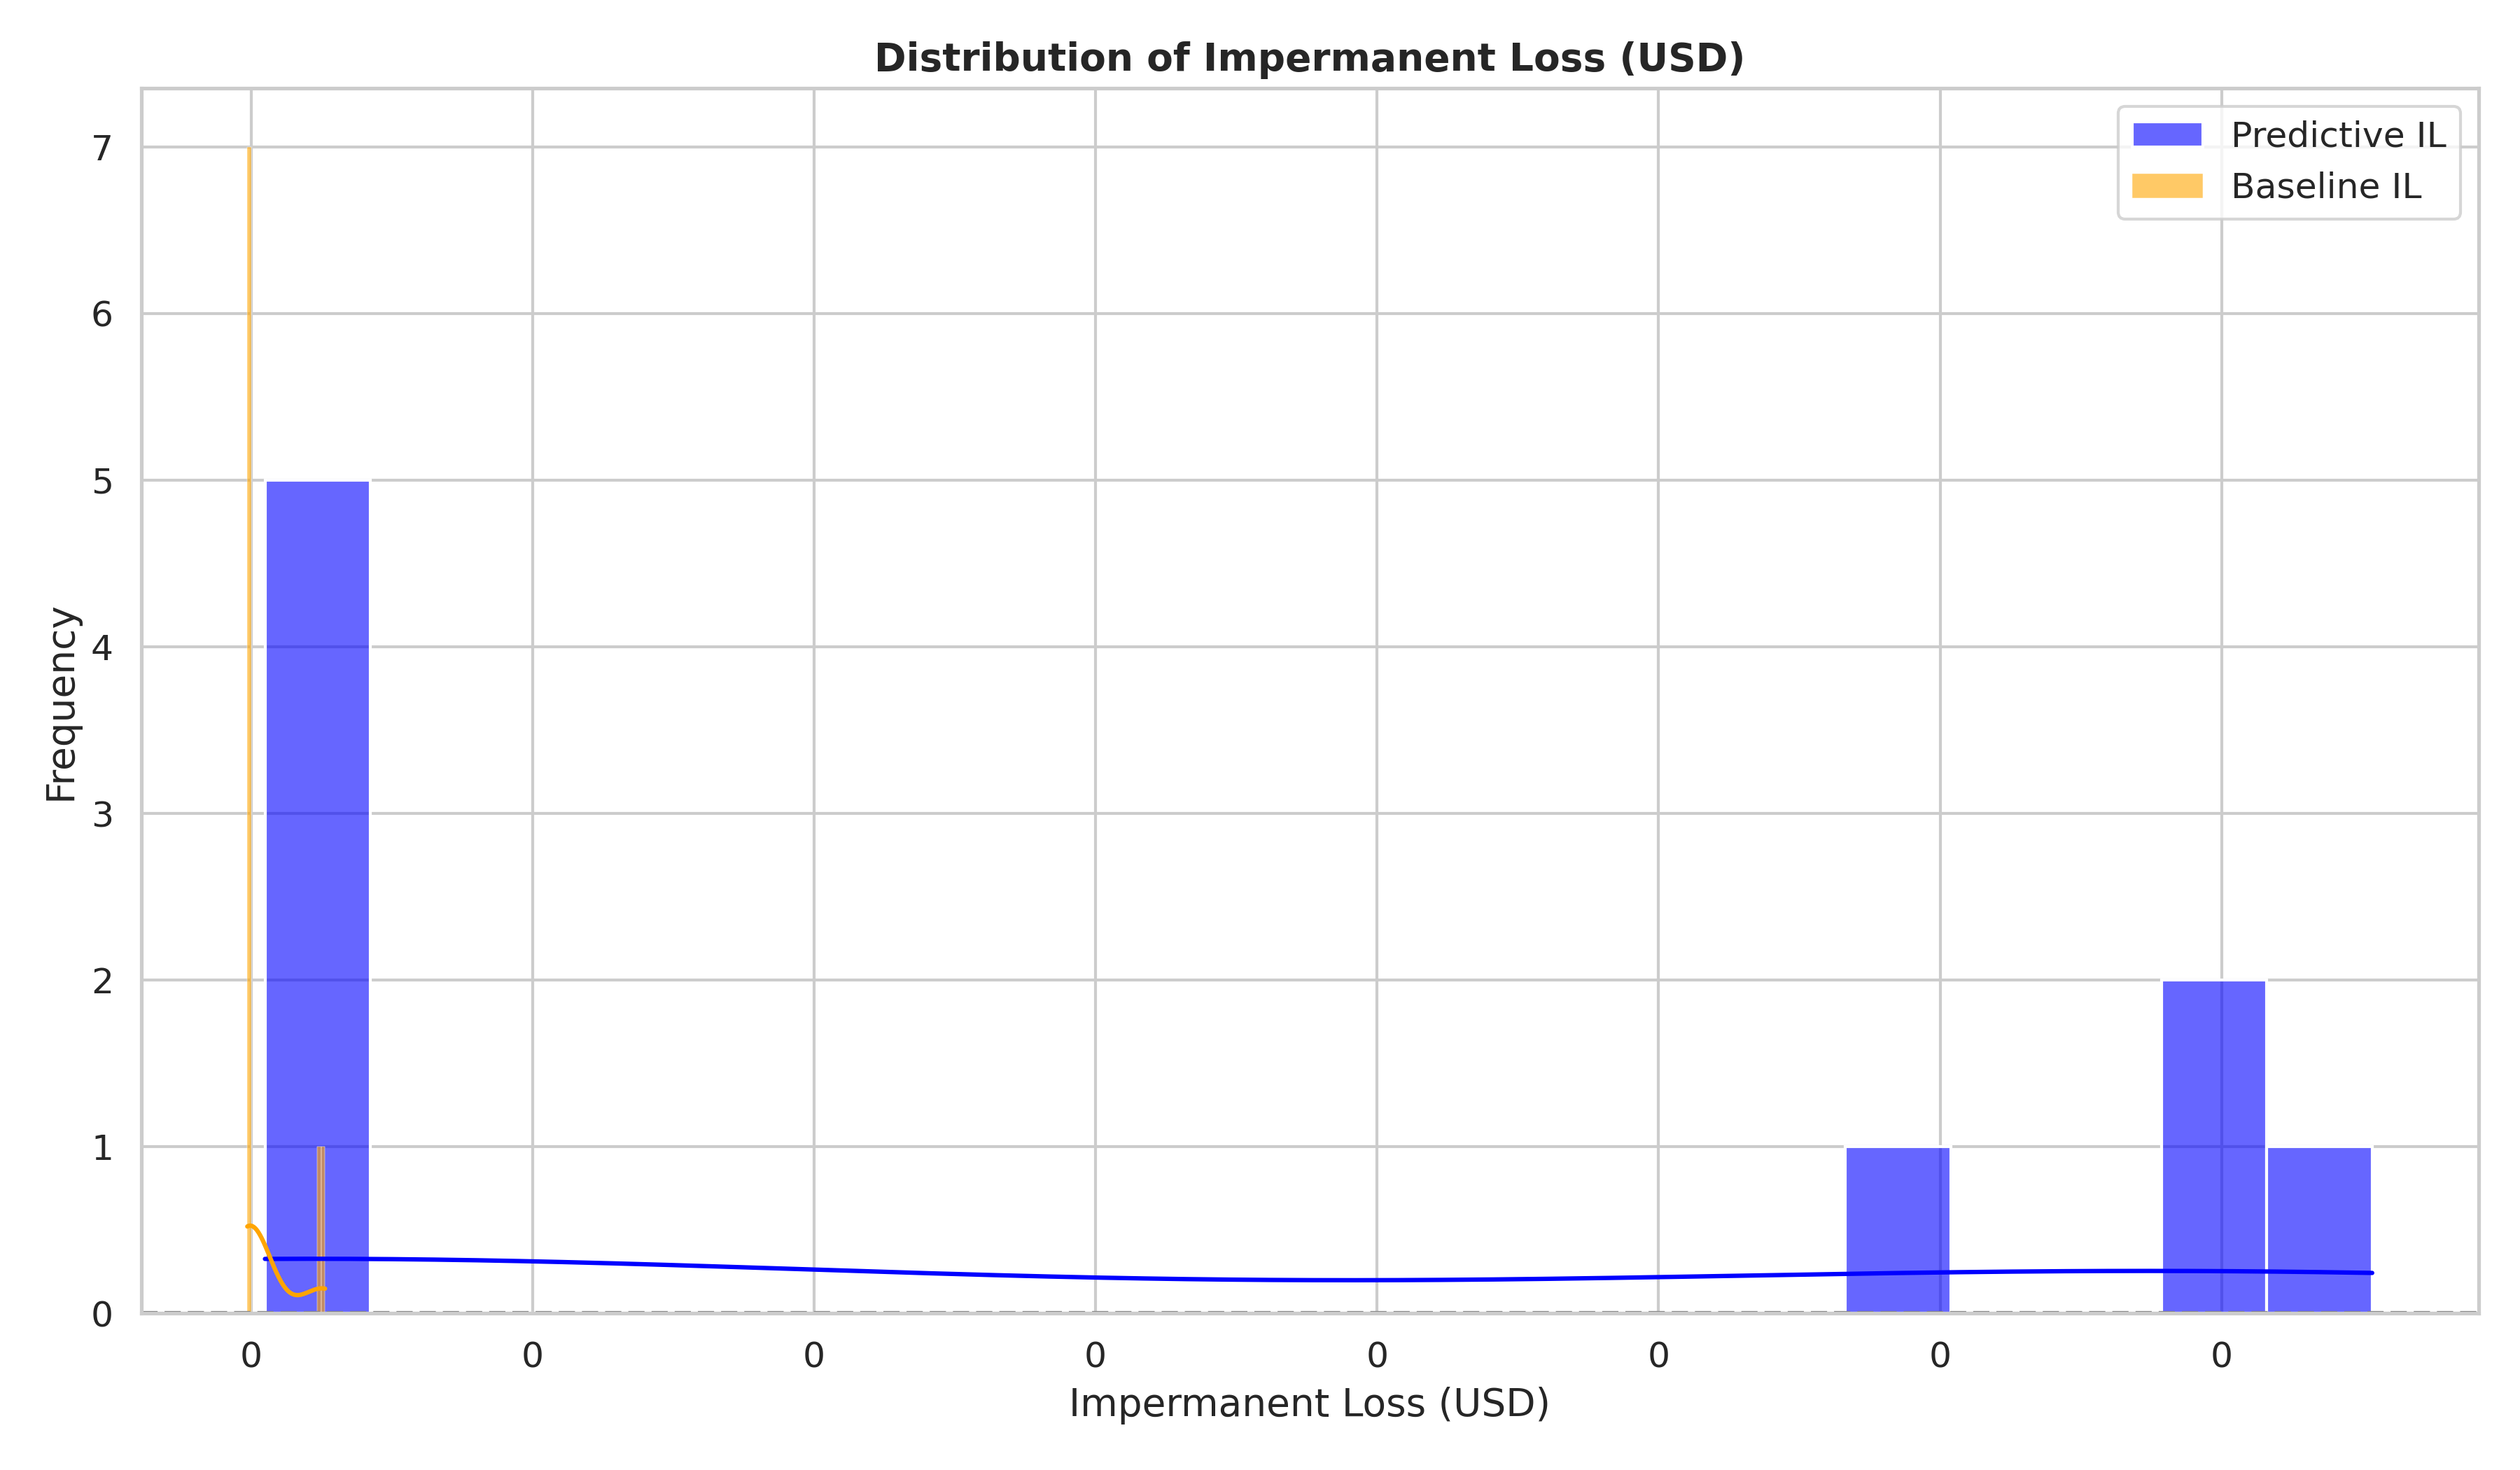 Distribution of Impermanent Loss (USD)
Predictive IL
Baseline IL
Frequency
7
6
5
4
3
2
1
0
0 0 0 0 0 0 0 0
Impermanent Loss (USD)